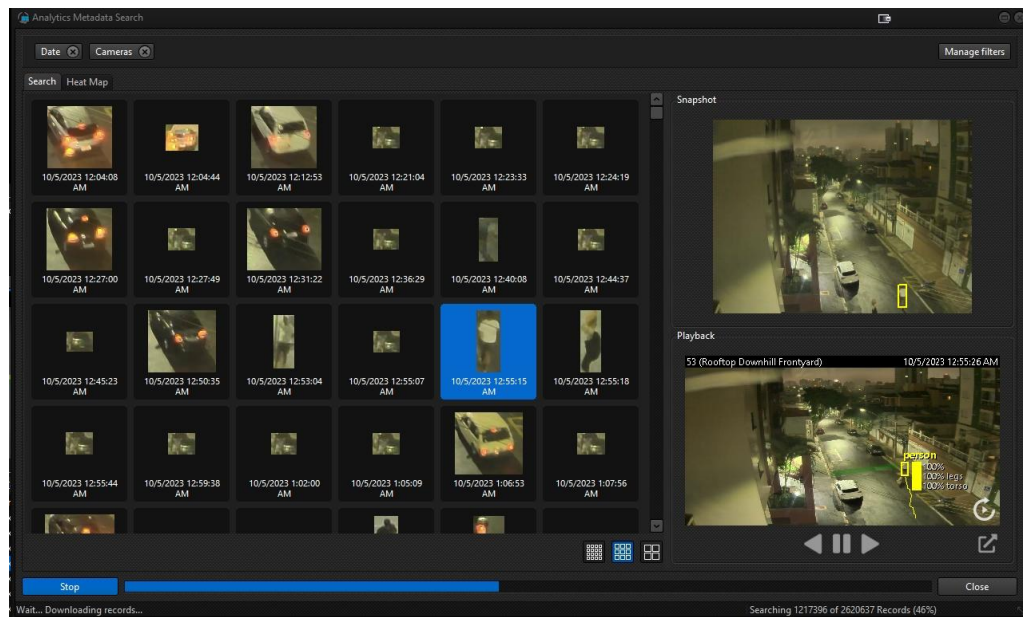 Analytics Metadata Search
Date
Cameras
Manage filters
Search
Heat Map
10/5/2023 12:04:08 AM
10/5/2023 12:04:44 AM
10/5/2023 12:12:53 AM
10/5/2023 12:21:04 AM
10/5/2023 12:23:33 AM
10/5/2023 12:24:19 AM
10/5/2023 12:27:00 AM
10/5/2023 12:27:49 AM
10/5/2023 12:31:22 AM
10/5/2023 12:36:29 AM
10/5/2023 12:40:08 AM
10/5/2023 12:44:37 AM
10/5/2023 12:45:23 AM
10/5/2023 12:50:35 AM
10/5/2023 12:53:04 AM
10/5/2023 12:55:07 AM
10/5/2023 12:55:15 AM
10/5/2023 12:55:18 AM
10/5/2023 12:55:44 AM
10/5/2023 12:59:38 AM
10/5/2023 1:02:00 AM
10/5/2023 1:05:09 AM
10/5/2023 1:06:53 AM
10/5/2023 1:07:56 AM
Snapshot
Playback
53 (Rooftop Downhill Frontyard)
10/5/2023 12:55:26 AM
person
100%
100% legs
100% torso
Stop
Close
Wait... Downloading records...
Searching 1217396 of 2620637 Records (46%)